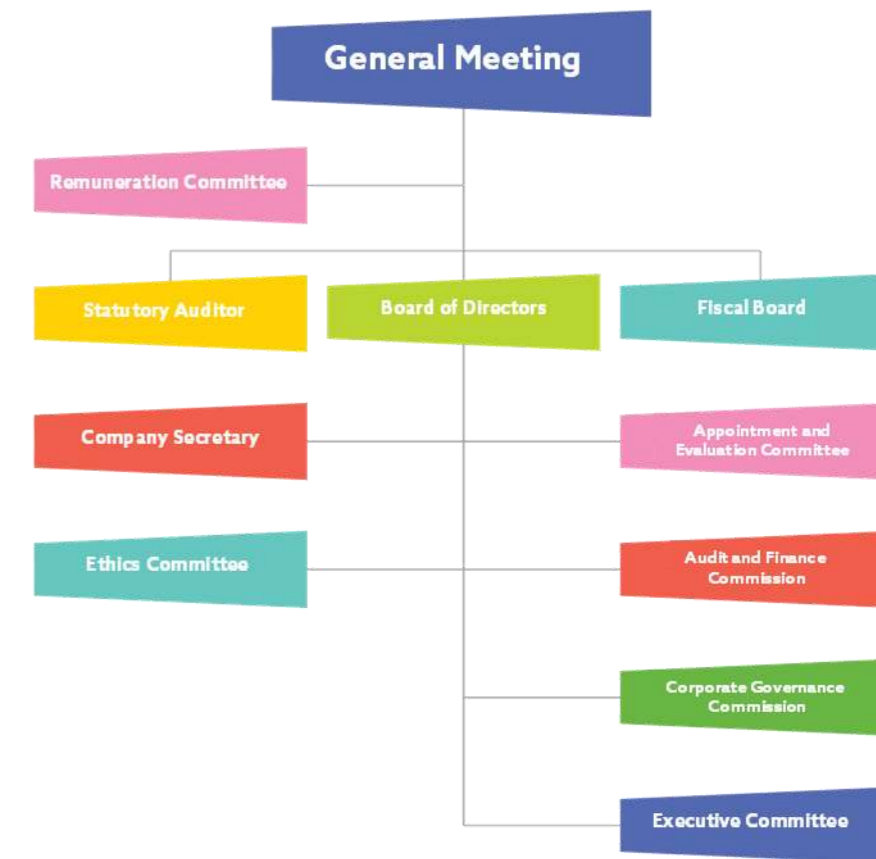 General Meeting
Remuneration Committee
Statutory Auditor
Board of Directors
Fiscal Board
Company Secretary
Appointment and
Evaluation Committee
Ethics Committee
Audit and Finance
Commission
Corporate Governance
Commission
Executive Committee